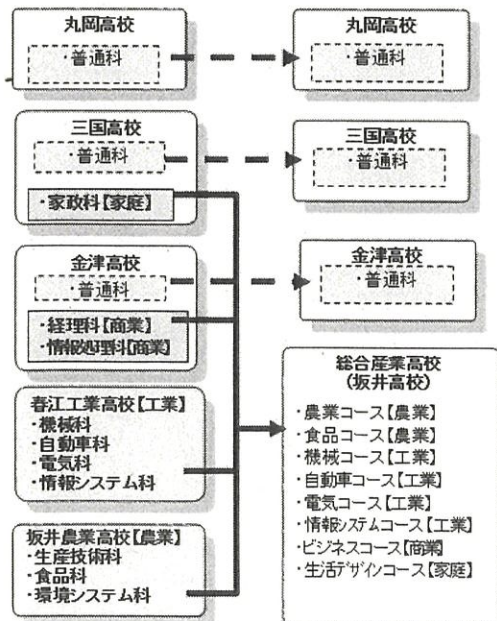 丸岡高校
・普通科
丸岡高校
・普通科
三国高校
・普通科
・家政科【家庭】
三国高校
・普通科
金津高校
・普通科
・経理科【商業】
・情報処理科【商業】
金津高校
・普通科
春江工業高校【工業】
・機械科
・自動車科
・電気科
・情報システム科
坂井農業高校【農業】
・生産技術科
・食品科
・環境システム科
総合産業高校
(坂井高校)
・農業コース【農業】
・食品コース【農業】
・機械コース【工業】
・自動車コース【工業】
・電気コース【工業】
・情報システムコース【工業】
・ビジネスコース【商業】
・生活デザインコース【家庭】